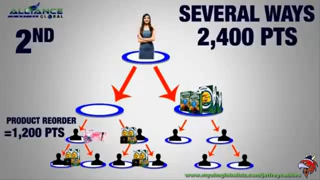 ALLIANCE
GLOBAL
2ND
SEVERAL WAYS
2,400 PTS
PRODUCT REORDER
=1,200 PTS